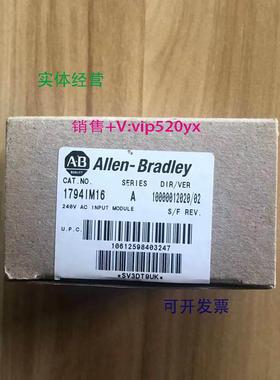 实体经营
销售+V:vip520yx
AB
QUALITY
Allen-Bradley
CAT.NO. SERIES DIR/VER
1794IM16 A 10000012020/02
240V AC INPUT MODULE S/F REV.
U.P.C.
10612598403247
*SV3DT9UK*
可开发票